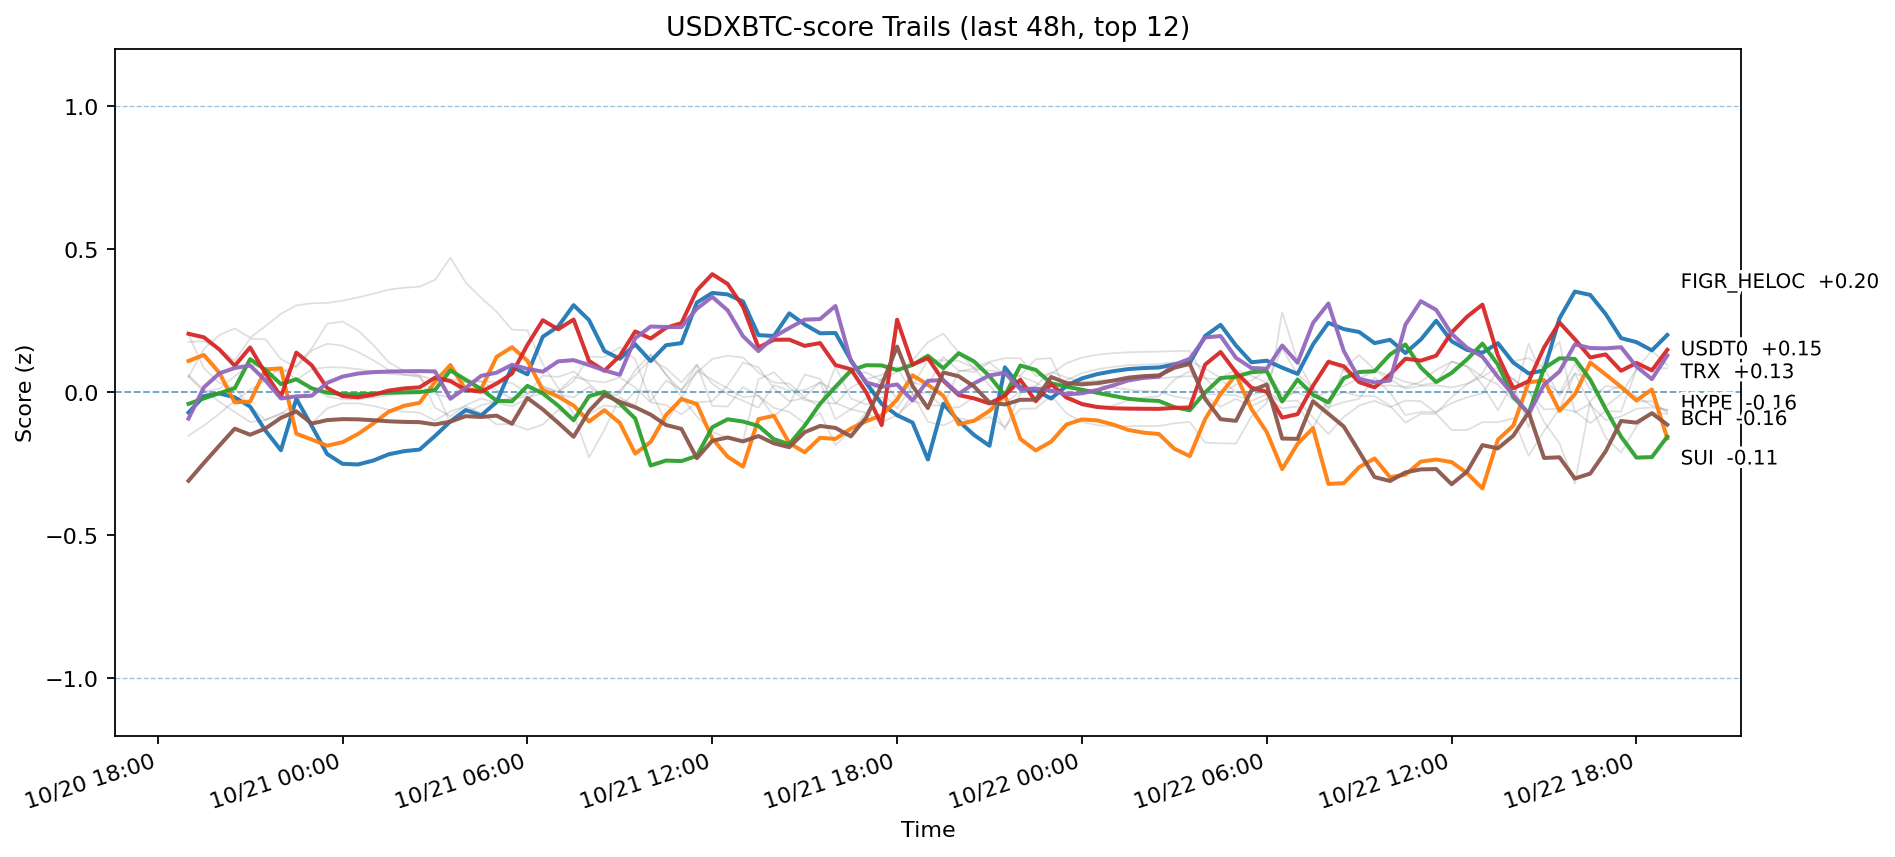 USDXBTC-score Trails (last 48h, top 12)
Score (z)
1.0
0.5
0.0
−0.5
−1.0
FIGR_HELOC +0.20
USDT0 +0.15
TRX +0.13
HYPE -0.16
BCH -0.16
SUI -0.11
10/20 18:00
10/21 00:00
10/21 06:00
10/21 12:00
10/21 18:00
10/22 00:00
10/22 06:00
10/22 12:00
10/22 18:00
Time